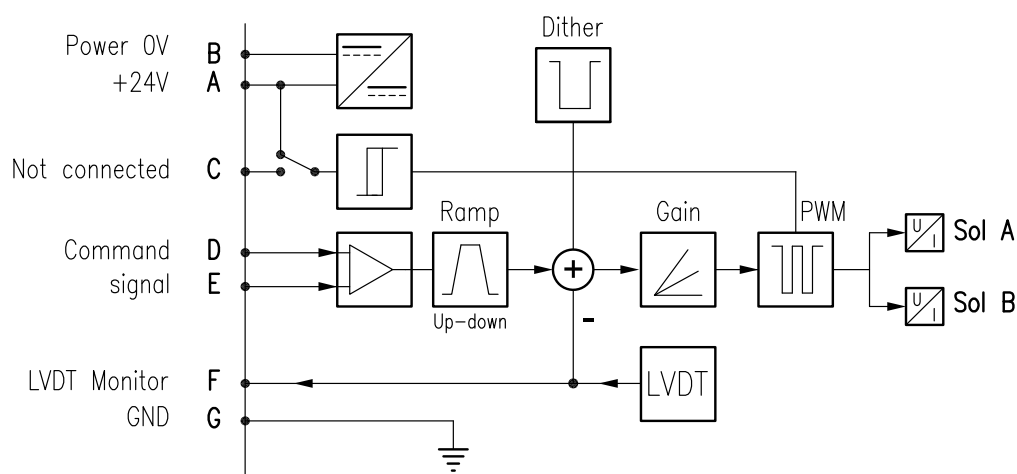 Dither
Power 0V B
+24V A
Not connected C
Ramp
Gain
PWM
Command D
signal E
U/I Sol A
U/I Sol B
+
Up-down
-
LVDT Monitor F
LVDT
GND G